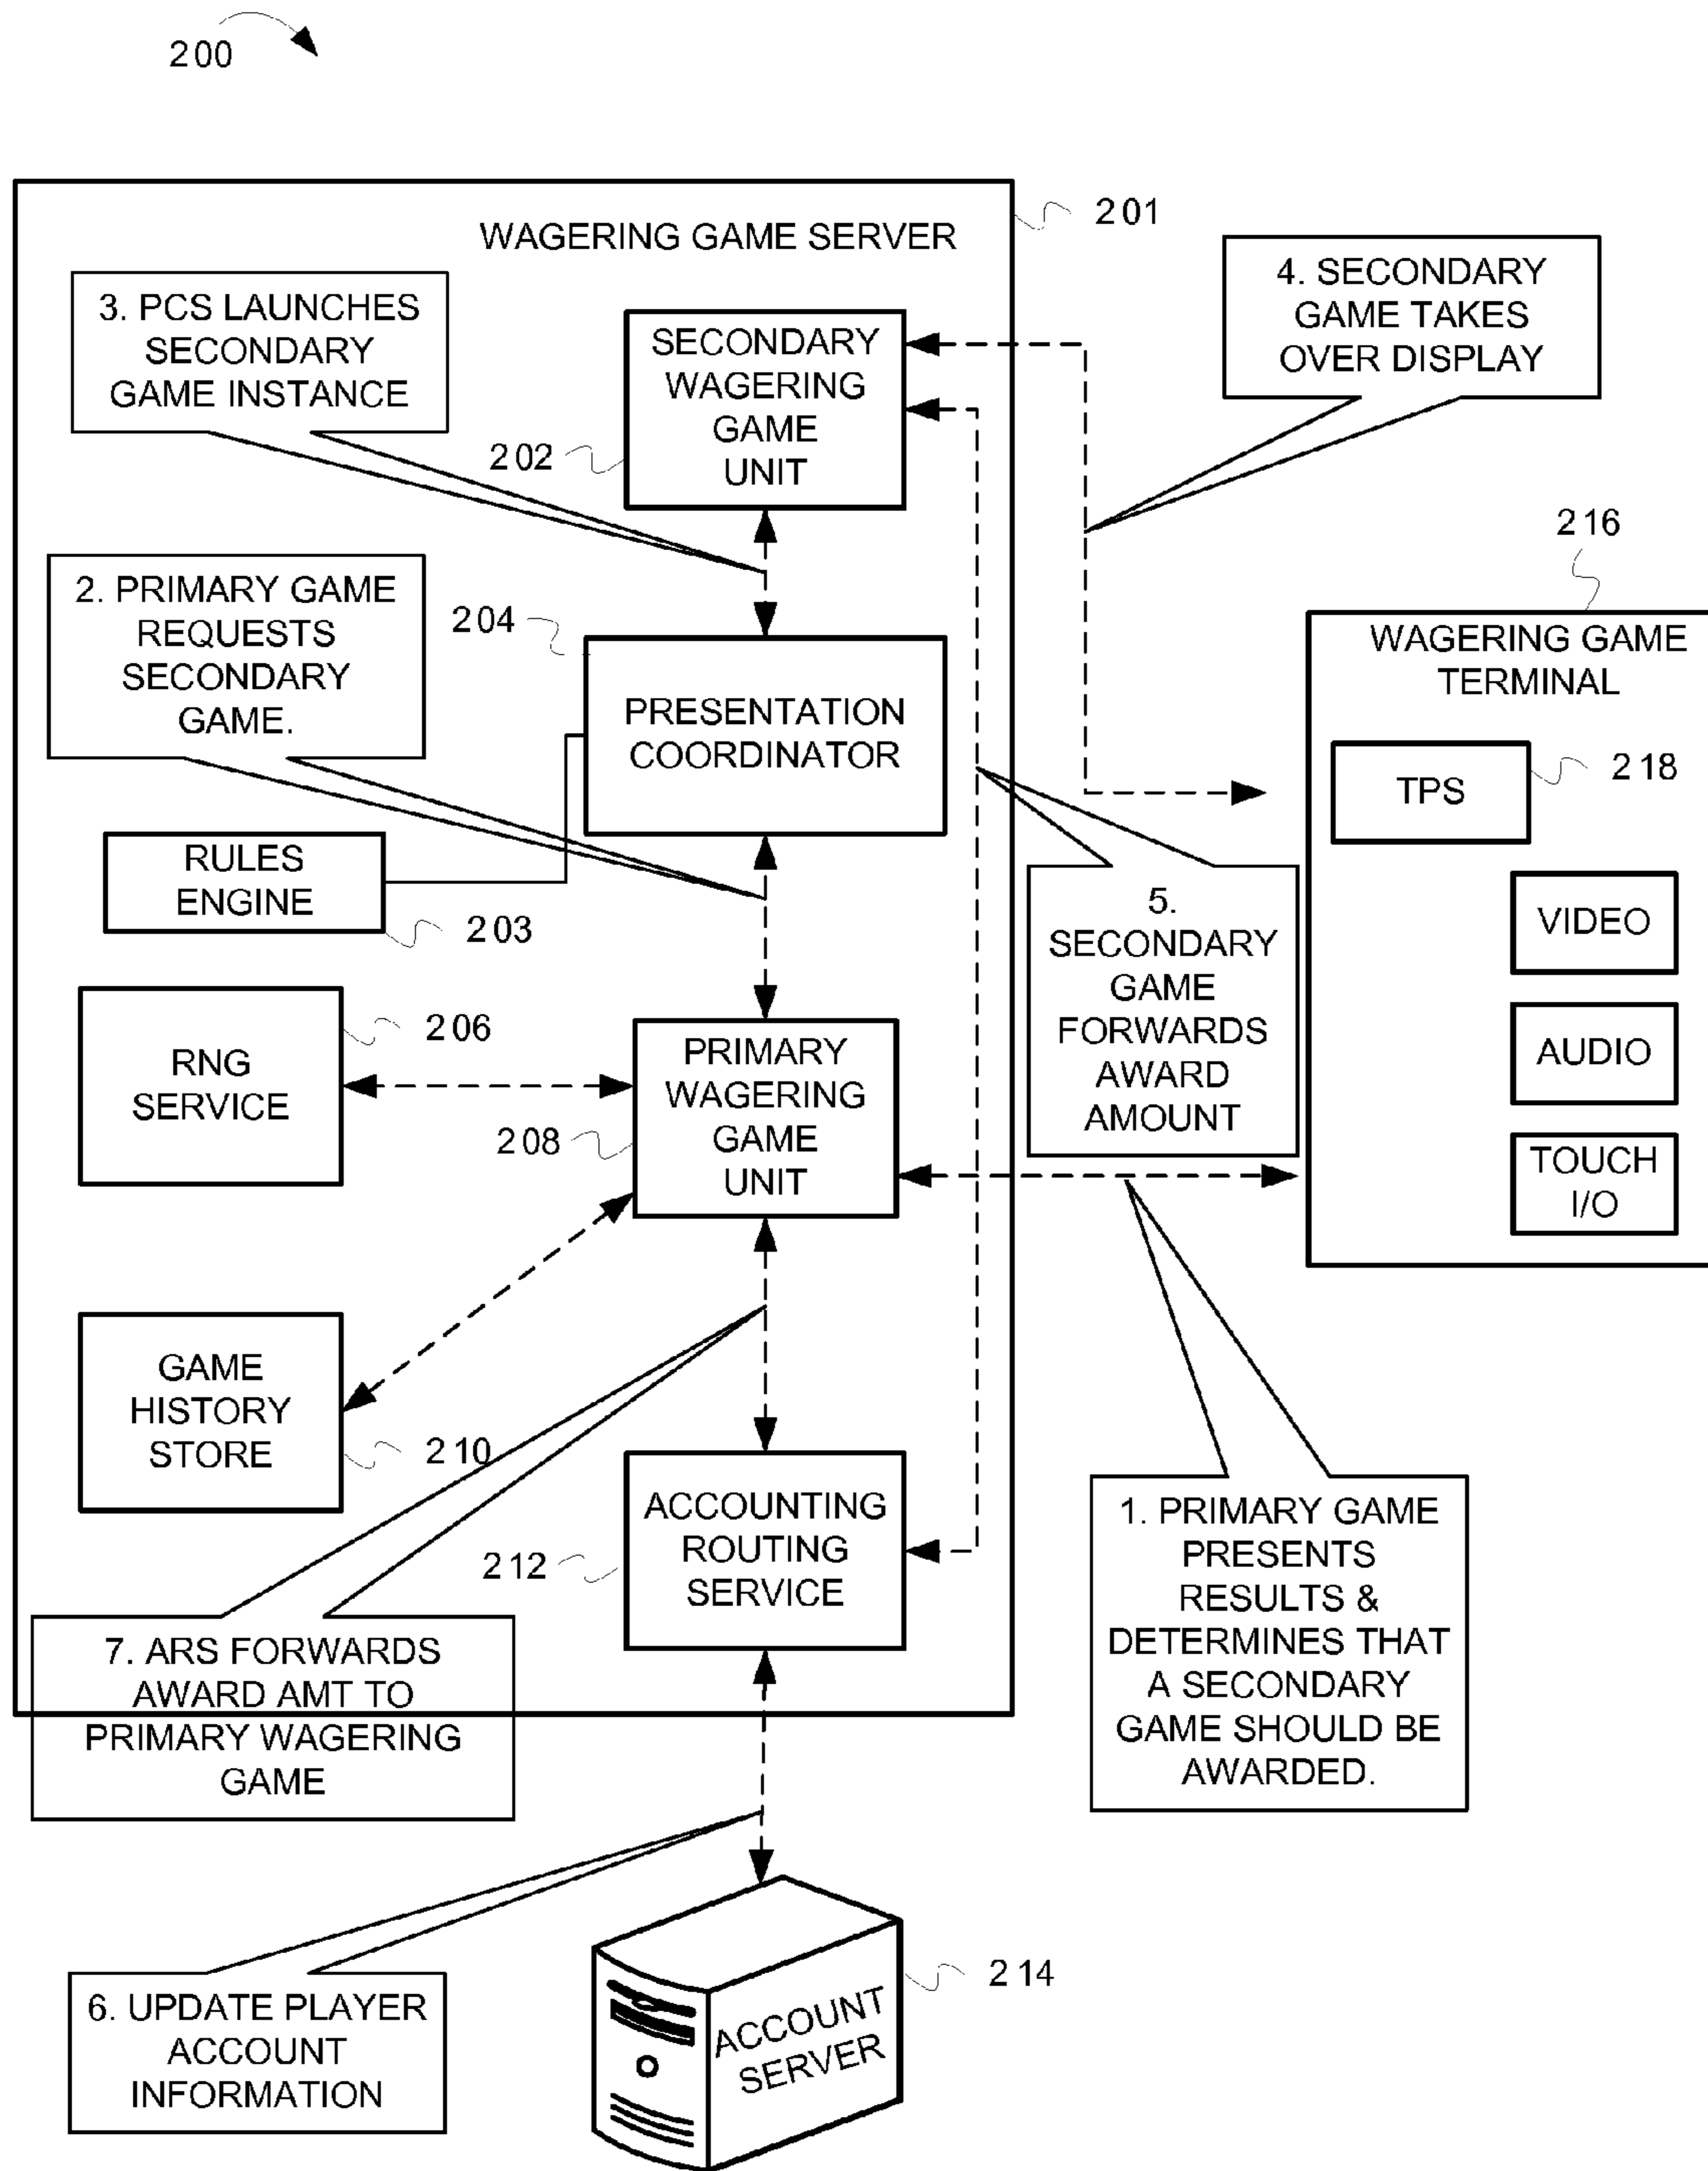 200
WAGERING GAME SERVER
201
3. PCS LAUNCHES
SECONDARY
GAME INSTANCE
SECONDARY
WAGERING
GAME
UNIT
202
4. SECONDARY
GAME TAKES
OVER DISPLAY
2. PRIMARY GAME
REQUESTS
SECONDARY
GAME.
204
PRESENTATION
COORDINATOR
216
WAGERING GAME
TERMINAL
TPS
218
VIDEO
AUDIO
TOUCH
I/O
RULES
ENGINE
203
5.
SECONDARY
GAME
FORWARDS
AWARD
AMOUNT
RNG
SERVICE
206
PRIMARY
WAGERING
GAME
UNIT
208
GAME
HISTORY
STORE
210
ACCOUNTING
ROUTING
SERVICE
212
1. PRIMARY GAME
PRESENTS
RESULTS &
DETERMINES THAT
A SECONDARY
GAME SHOULD BE
AWARDED.
7. ARS FORWARDS
AWARD AMT TO
PRIMARY WAGERING
GAME
6. UPDATE PLAYER
ACCOUNT
INFORMATION
ACCOUNT
SERVER
214